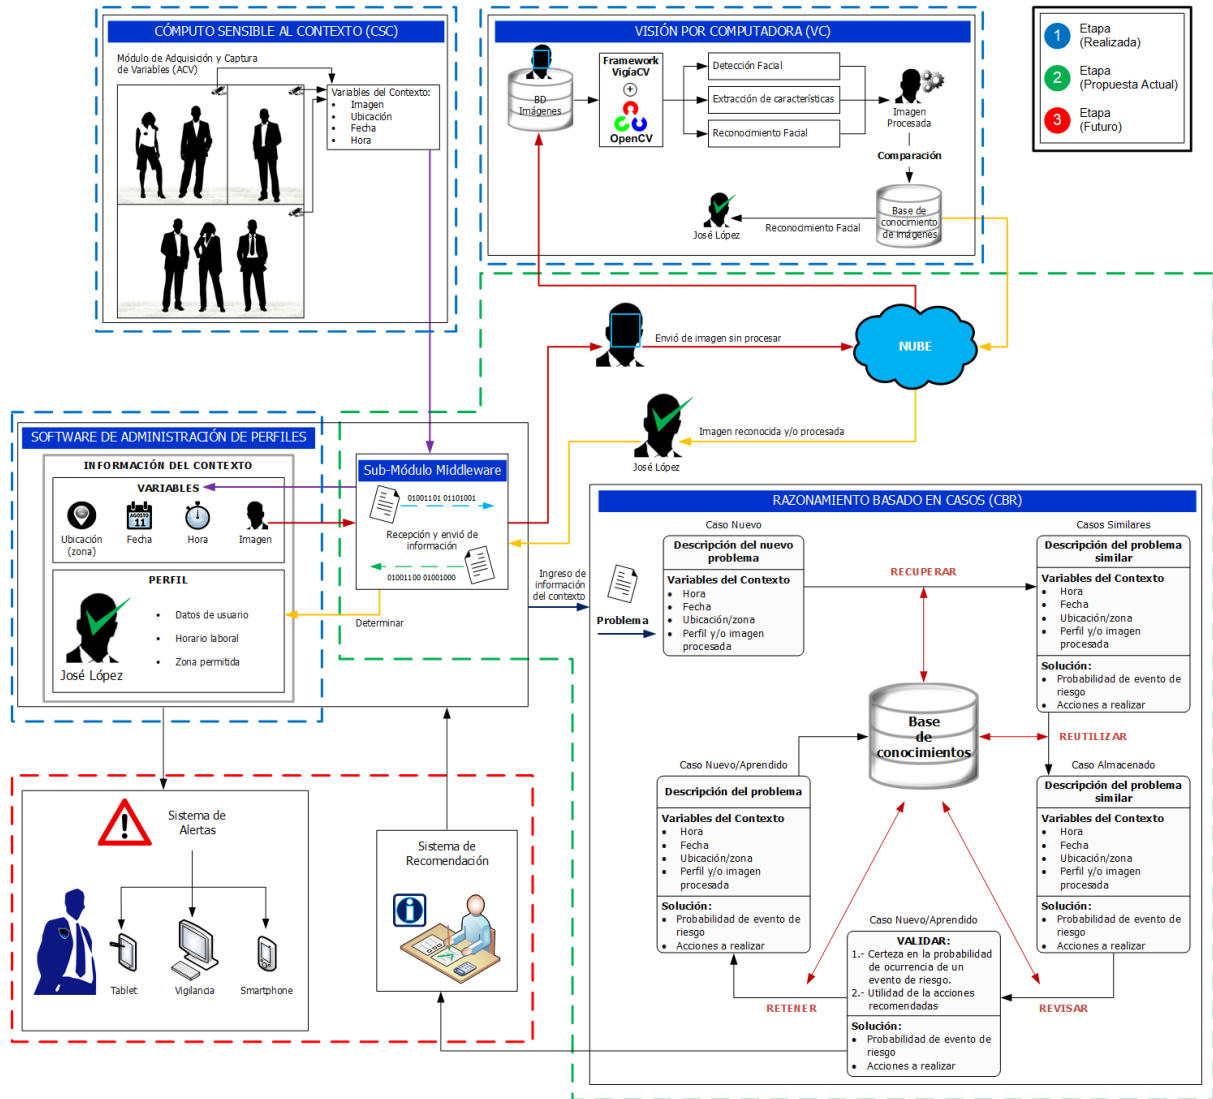 CÓMPUTO SENSIBLE AL CONTEXTO (CSC)
Módulo de Adquisición y Captura
de Variables (ACV)
Variables del Contexto:
• Imagen
• Ubicación
• Fecha
• Hora
VISIÓN POR COMPUTADORA (VC)
BD
Imágenes
Framework
VigíaCV
+
OpenCV
Detección Facial
Extracción de características
Reconocimiento Facial
Imagen
Procesada
Comparación
Base de
conocimiento
de imágenes
Reconocimiento Facial
José López
1 Etapa
(Realizada)
2 Etapa
(Propuesta Actual)
3 Etapa
(Futuro)
Envió de imagen sin procesar
NUBE
Imagen reconocida y/o procesada
José López
SOFTWARE DE ADMINISTRACIÓN DE PERFILES
INFORMACIÓN DEL CONTEXTO
VARIABLES
AGOSTO
11
Ubicación
(zona)
Fecha
Hora
Imagen
PERFIL
• Datos de usuario
• Horario laboral
• Zona permitida
José López
Sub-Módulo Middleware
01001101 01101001
Recepción y envió de
información
01001100 01001000
Determinar
Ingreso de
información
del contexto
RAZONAMIENTO BASADO EN CASOS (CBR)
Problema
Caso Nuevo
Descripción del nuevo
problema
Variables del Contexto
• Hora
• Fecha
• Ubicación/zona
• Perfil y/o imagen
procesada
RECUPERAR
Casos Similares
Descripción del problema
similar
Variables del Contexto
• Hora
• Fecha
• Ubicación/zona
• Perfil y/o imagen
procesada
Solución:
• Probabilidad de evento de
riesgo
• Acciones a realizar
Base
de
conocimientos
REUTILIZAR
Caso Almacenado
Descripción del problema
similar
Variables del Contexto
• Hora
• Fecha
• Ubicación/zona
• Perfil y/o imagen
procesada
Solución:
• Probabilidad de evento de
riesgo
• Acciones a realizar
Caso Nuevo/Aprendido
Descripción del problema
Variables del Contexto
• Hora
• Fecha
• Ubicación/zona
• Perfil y/o imagen
procesada
Solución:
• Probabilidad de evento de
riesgo
• Acciones a realizar
Caso Nuevo/Aprendido
VALIDAR:
1.- Certeza en la probabilidad
de ocurrencia de un
evento de riesgo.
2.- Utilidad de la acciones
recomendadas
Solución:
• Probabilidad de evento de
riesgo
• Acciones a realizar
RETENER
REVISAR
Sistema de
Alertas
Tablet
Vigilancia
Smartphone
Sistema de
Recomendación